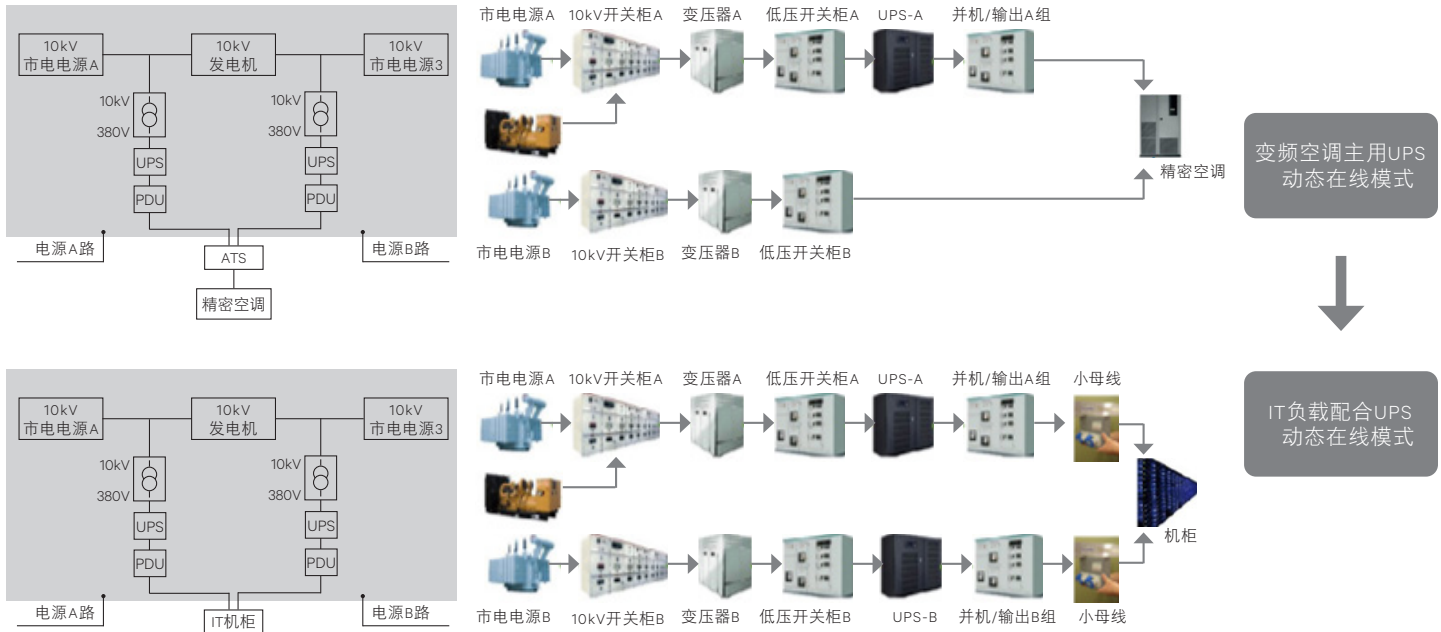 10kV
市电电源A
10kV
发电机
10kV
市电电源3
10kV
380V
10kV
380V
UPS
UPS
PDU
PDU
电源A路
电源B路
ATS
精密空调
市电电源A
10kV开关柜A
变压器A
低压开关柜A
UPS-A
并机/输出A组
精密空调
市电电源B
10kV开关柜B
变压器B
低压开关柜B
变频空调主用UPS
动态在线模式
10kV
市电电源A
10kV
发电机
10kV
市电电源3
10kV
380V
10kV
380V
UPS
UPS
PDU
PDU
电源A路
电源B路
IT机柜
市电电源A
10kV开关柜A
变压器A
低压开关柜A
UPS-A
并机/输出A组
小母线
机柜
市电电源B
10kV开关柜B
变压器B
低压开关柜B
UPS-B
并机/输出B组
小母线
IT负载配合UPS
动态在线模式